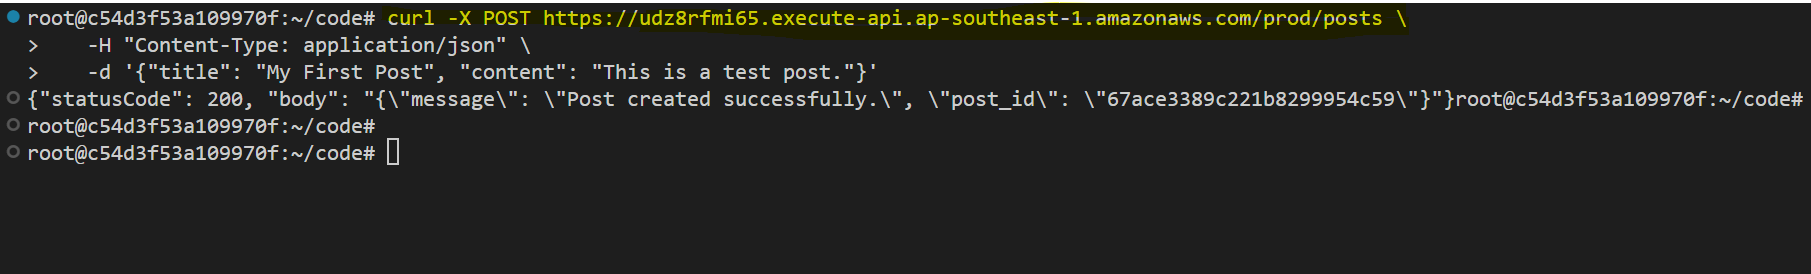 root@c54d3f53a109970f:~/code# curl -X POST https://udz8rfmi65.execute-api.ap-southeast-1.amazonaws.com/prod/posts \
>    -H "Content-Type: application/json" \
>    -d '{"title": "My First Post", "content": "This is a test post."}'
{"statusCode": 200, "body": "{\"message\": \"Post created successfully.\", \"post_id\": \"67ace3389c221b8299954c59\"}"}root@c54d3f53a109970f:~/code#
root@c54d3f53a109970f:~/code#
root@c54d3f53a109970f:~/code#